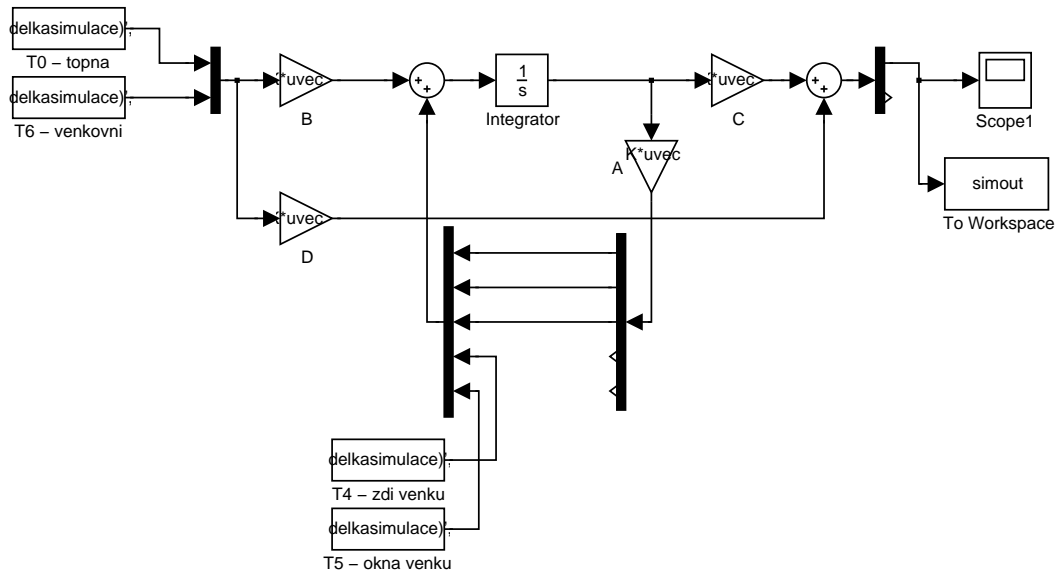 delkasimulace)',
T0 – topna
delkasimulace)',
T6 – venkovni
*uvec
B
+
+
1
s
Integrator
*uvec
C
+
+
Scope1
K*uvec
A
simout
To Workspace
*uvec
D
delkasimulace)',
T4 – zdi venku
delkasimulace)',
T5 – okna venku